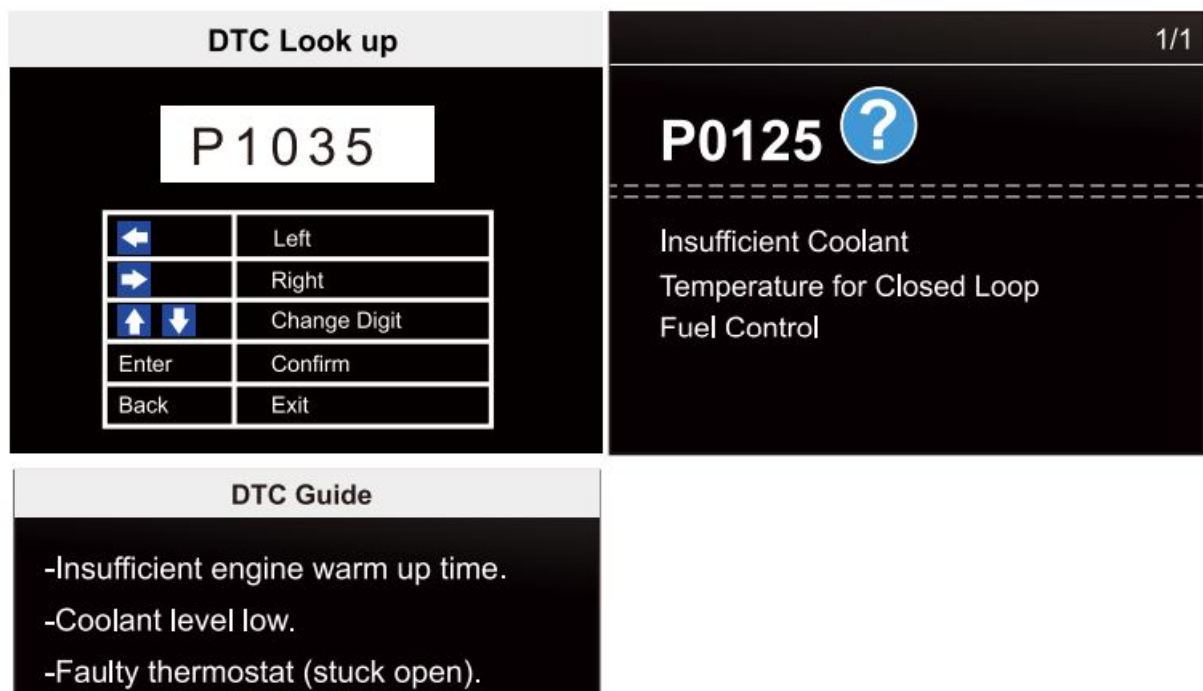 DTC Look up
P1035
Left
Right
Change Digit
Enter Confirm
Back Exit
1/1
P0125 ?
Insufficient Coolant
Temperature for Closed Loop
Fuel Control
DTC Guide
-Insufficient engine warm up time.
-Coolant level low.
-Faulty thermostat (stuck open).